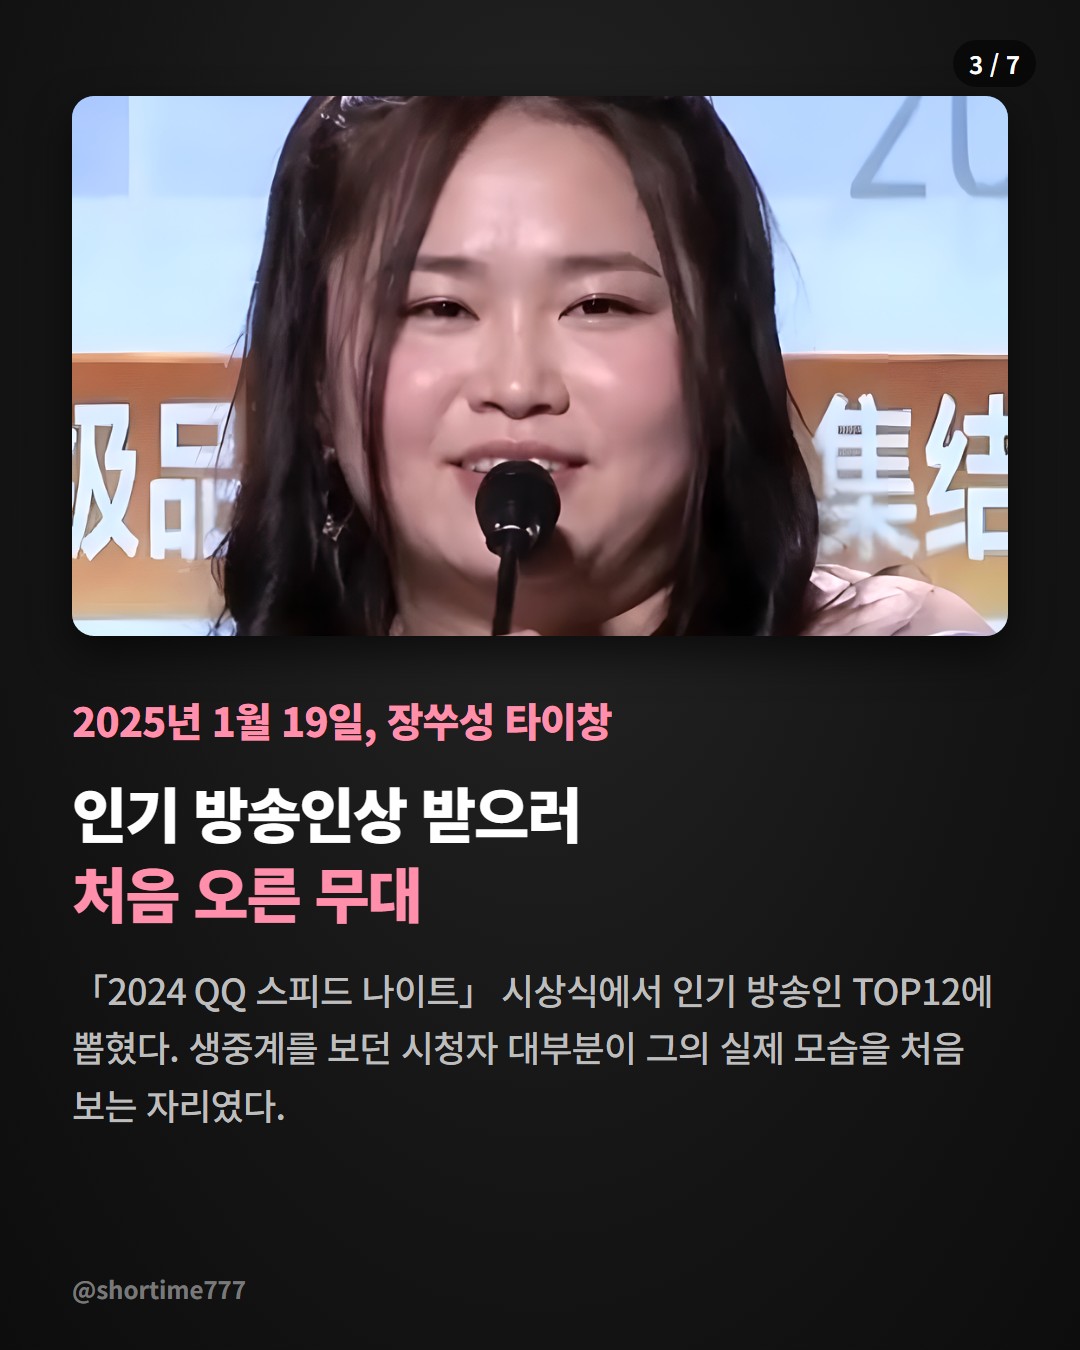 3 / 7
20
极品
集结
2025년 1월 19일, 장쑤성 타이창
인기 방송인상 받으러
처음 오른 무대
「2024 QQ 스피드 나이트」 시상식에서 인기 방송인 TOP12에
뽑혔다. 생중계를 보던 시청자 대부분이 그의 실제 모습을 처음
보는 자리였다.
@shortime777